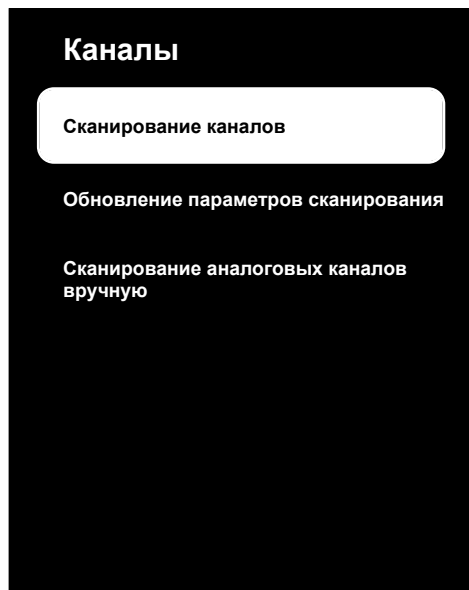 Каналы
Сканирование каналов
Обновление параметров сканирования
Сканирование аналоговых каналов
вручную